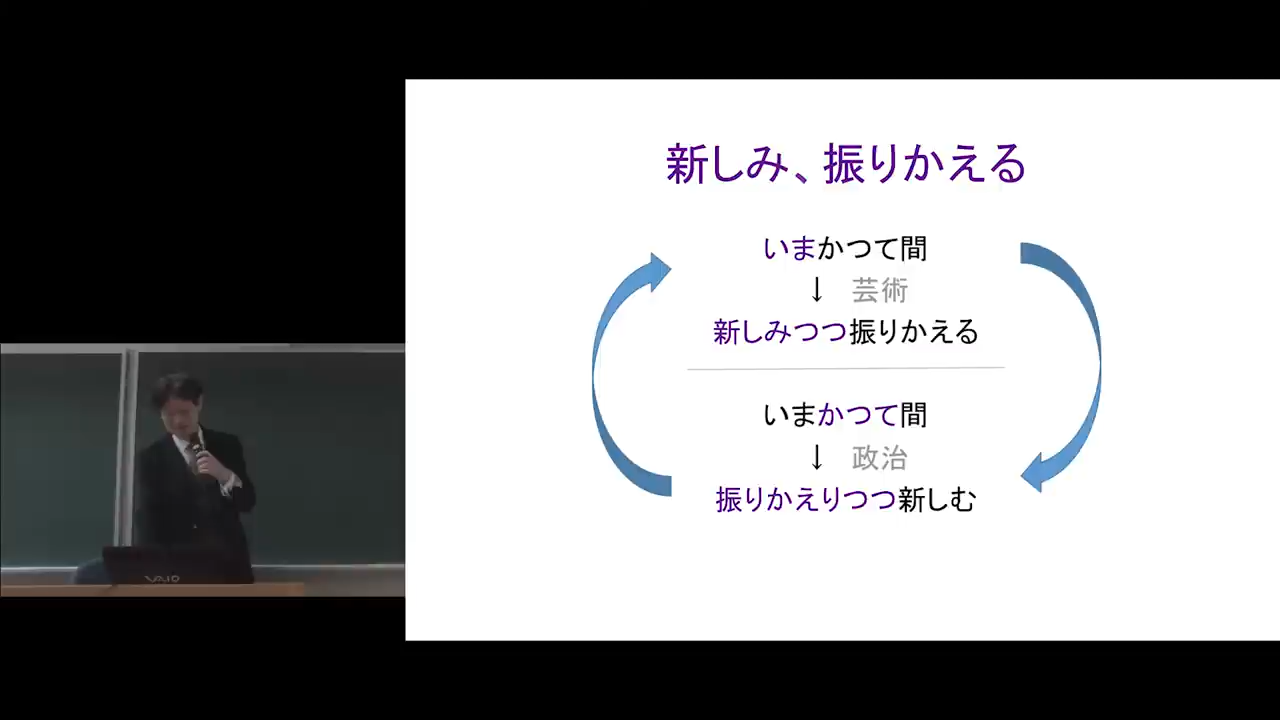 新しみ、振りかえる
いまかつて間
↓ 芸術
新しみつつ振りかえる
いまかつて間
↓ 政治
振りかえりつつ新しむ
VAIO